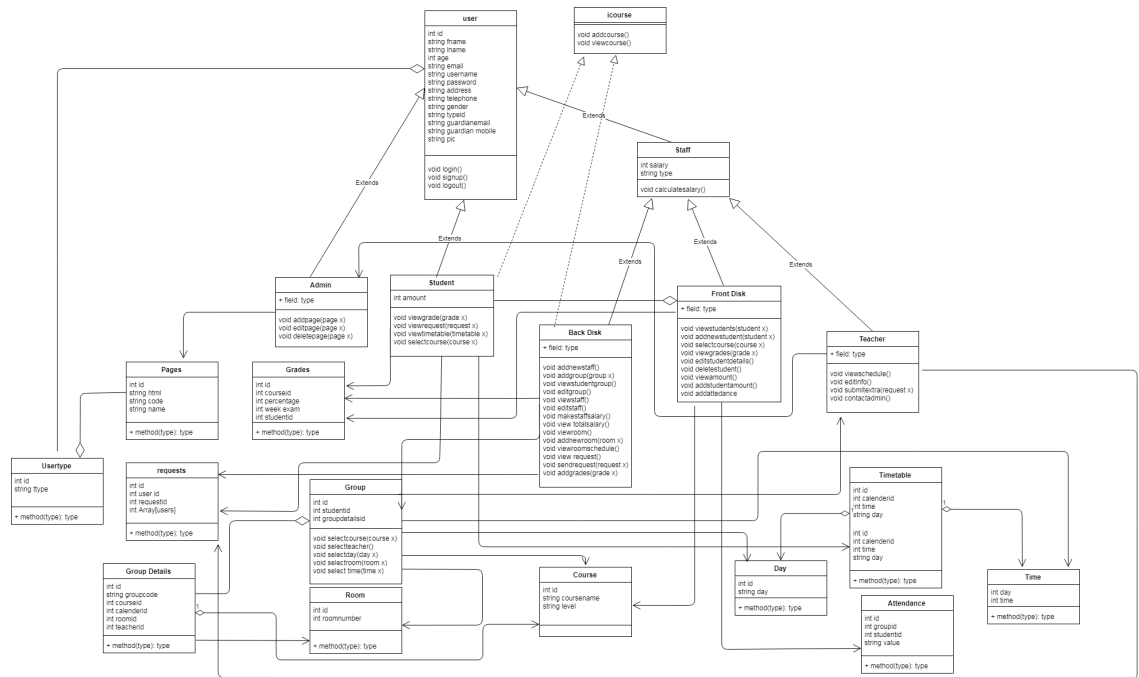 user
int id
string fname
string lname
int age
string email
string username
string password
string address
string telephone
string gender
string typeid
string guardianemail
string guardian mobile
string pic
void login()
void signup()
void logout()
icourse
void addcourse()
void viewcourse()
Extends
Staff
int salary
string type
void calculatesalary()
Extends
Extends
Extends
Extends
Extends
Admin
+ field: type
void addpage(page x)
void editpage(page x)
void deletepage(page x)
Student
int amount
void viewgrade(grade x)
void viewrequest(request x)
void viewtimetable(timetable x)
void selectcourse(course x)
Front Disk
+ field: type
void viewstudents(student x)
void addnewstudent(student x)
void selectcourse(course x)
void viewgrades(grade x)
void editstudentdetails()
void deletestudent()
void viewamount()
void addstudentamount()
void addattedance
Back Disk
+ field: type
void addnewstaff()
void addgroup(group x)
void viewstudentgroup()
void editgroup()
void viewstaff()
void editstaff()
void makestaffsalary()
void view totalsalary()
void viewroom()
void addnewroom(room x)
void viewroomschedule()
void view request()
void sendrequest(request x)
void addgrades(grade x)
Teacher
+ field: type
void viewschedule()
void editinfo()
void submitextra(request x)
void contactadmin()
Pages
int id
string html
string code
string name
+ method(type): type
Grades
int id
int courseid
int percentage
int week exam
int studentid
+ method(type): type
Usertype
int id
string ttype
+ method(type): type
requests
int id
int user id
int requestid
int Array[users]
+ method(type): type
Group
int id
int studentid
int groupdetailsid
void selectcourse(course x)
void selectteacher()
void selectday(day x)
void selectroom(room x)
void select time(time x)
Timetable
int id
int calenderid
int time
string day
int id
int calenderid
int time
string day
+ method(type): type
1
1
Group Details
int id
string groupcode
int courseid
int calenderid
int roomid
int teacherid
+ method(type): type
1
Room
int id
int roomnumber
+ method(type): type
Course
int id
string coursename
string level
Day
int id
string day
+ method(type): type
Time
int day
int time
+ method(type): type
Attendance
int id
int groupid
int studentid
string value
+ method(type): type